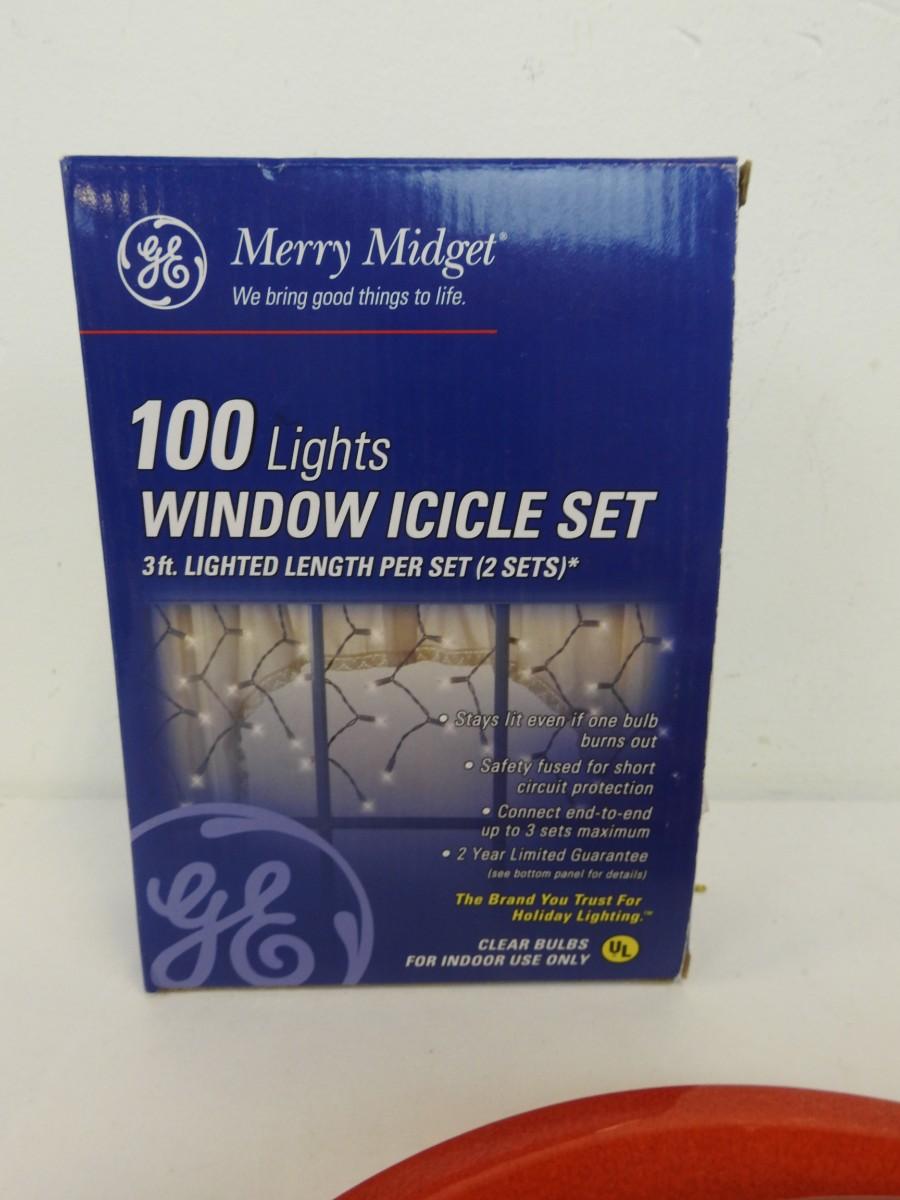 GE
Merry Midget®
We bring good things to life.
100 Lights
WINDOW ICICLE SET
3ft. LIGHTED LENGTH PER SET (2 SETS)*
• Stays lit even if one bulb
burns out
• Safety fused for short
circuit protection
• Connect end-to-end
up to 3 sets maximum
• 2 Year Limited Guarantee
(see bottom panel for details)
The Brand You Trust For
Holiday Lighting.™
GE
CLEAR BULBS
FOR INDOOR USE ONLY
UL